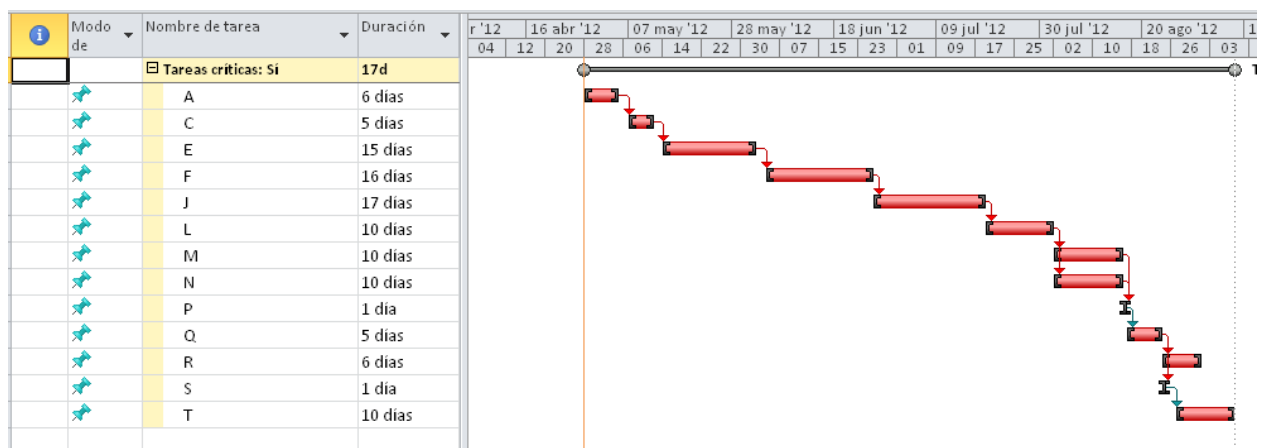 Modo de Nombre de tarea Duración r '12 16 abr '12 07 may '12 28 may '12 18 jun '12 09 jul '12 30 jul '12 20 ago '12 1
04 12 20 28 06 14 22 30 07 15 23 01 09 17 25 02 10 18 26 03
Tareas críticas: Sí 17d T
A 6 días
C 5 días
E 15 días
F 16 días
J 17 días
L 10 días
M 10 días
N 10 días
P 1 día
Q 5 días
R 6 días
S 1 día
T 10 días